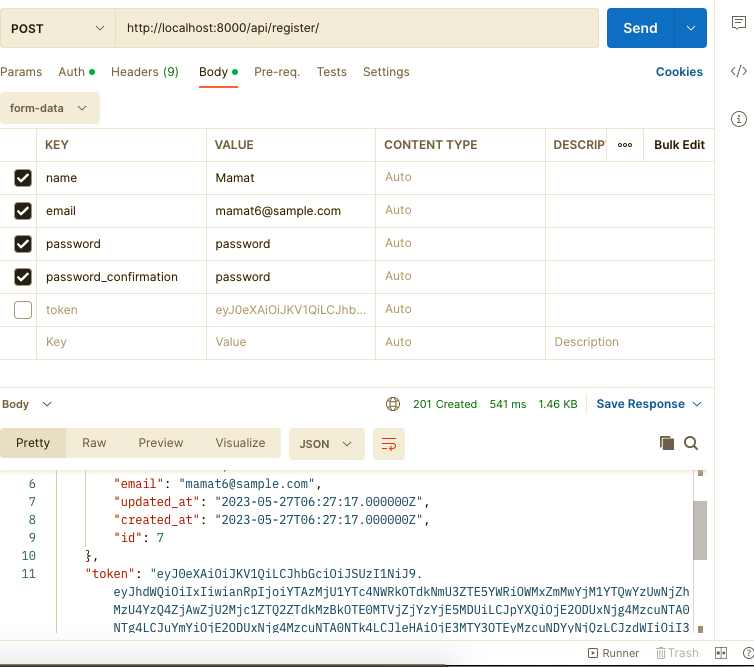 POST http://localhost:8000/api/register/ Send
Params Auth Headers (9) Body Pre-req. Tests Settings Cookies
form-data
KEY VALUE CONTENT TYPE DESCRIP ooo Bulk Edit
name Mamat Auto
email mamat6@sample.com Auto
password password Auto
password_confirmation password Auto
token eyJ0eXAiOiJKV1QiLCJhb... Auto
Key Value Auto Description
Body 201 Created 541 ms 1.46 KB Save Response
Pretty Raw Preview Visualize JSON
6 "email": "mamat6@sample.com",
7 "updated_at": "2023-05-27T06:27:17.000000Z",
8 "created_at": "2023-05-27T06:27:17.000000Z",
9 "id": 7
10 },
11 "token": "eyJ0eXAiOiJKV1QiLCJhbGciOiJSUzI1NiJ9.
eyJhdWQiOiIxIiwianRpIjoiYTAzMjU1YTc4NWRkOTdkNmU3ZTE5YWRiOWMxZmMwYjM1YTQwYzUwNjZh
MzU4YzQ4ZjAwZjU2Mjc1ZTQ2ZTdkMzBkOTE0MTVjZjYzYjE5MDUiLCJpYXQiOjE2ODUxNjg4MzcuNTA0
NTg4LCJuYmYiOjE2ODUxNjg4MzcuNTA0NTk4LCJleHAiOjE3MTY3OTEyMzcuNDYyNjQzLCJzdWIiOiI3
Runner Trash